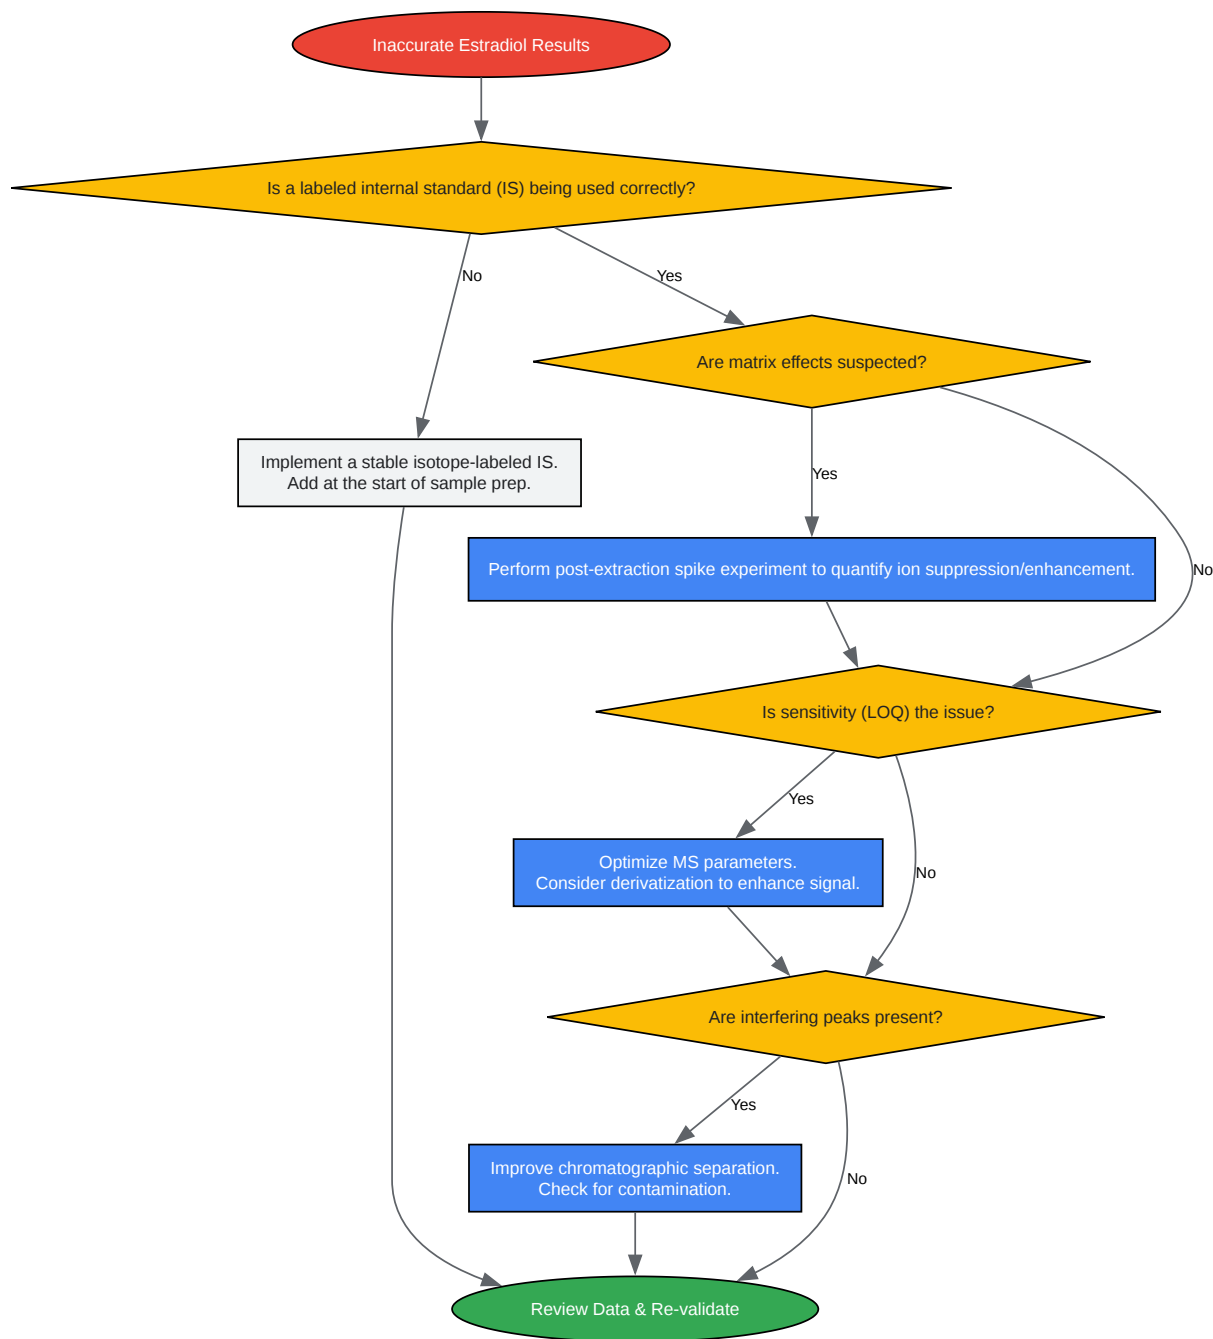 Inaccurate Estradiol Results
Is a labeled internal standard (IS) being used correctly?
No
Yes
Are matrix effects suspected?
Implement a stable isotope-labeled IS.
Add at the start of sample prep.
Yes
Perform post-extraction spike experiment to quantify ion suppression/enhancement.
No
Is sensitivity (LOQ) the issue?
Yes
Optimize MS parameters.
Consider derivatization to enhance signal.
No
Are interfering peaks present?
Yes
Improve chromatographic separation.
Check for contamination.
No
Review Data & Re-validate